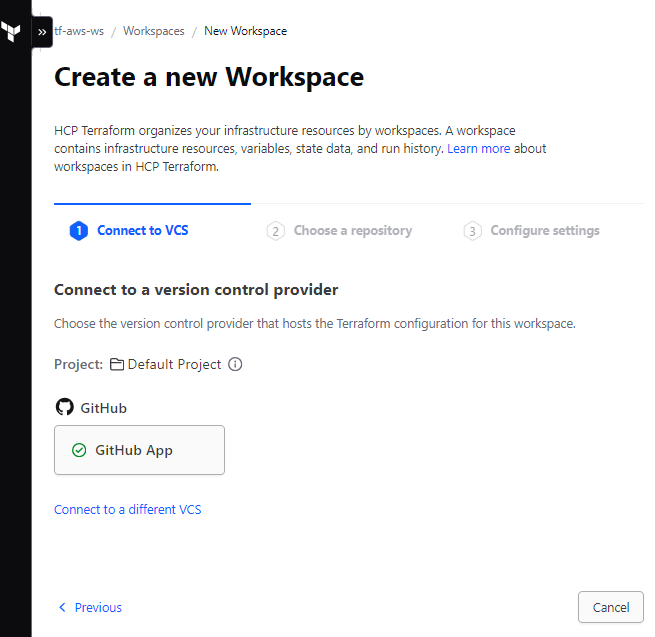 » tf-aws-ws / Workspaces / New Workspace
Create a new Workspace
HCP Terraform organizes your infrastructure resources by workspaces. A workspace
contains infrastructure resources, variables, state data, and run history. Learn more about
workspaces in HCP Terraform.
1 Connect to VCS 2 Choose a repository 3 Configure settings
Connect to a version control provider
Choose the version control provider that hosts the Terraform configuration for this workspace.
Project: Default Project
GitHub
GitHub App
Connect to a different VCS
Previous Cancel